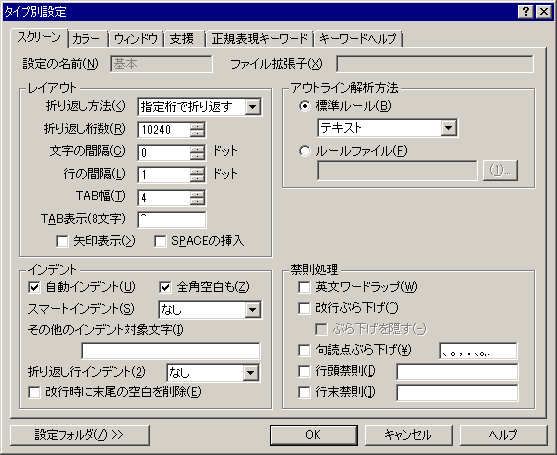 タイプ別設定
スクリーン カラー ウィンドウ 支援 正規表現キーワード キーワードヘルプ
設定の名前(N) 基本 ファイル拡張子(X)
レイアウト
折り返し方法(<) 指定桁で折り返す
折り返し桁数(R) 10240
文字の間隔(C) 0 ドット
行の間隔(L) 1 ドット
TAB幅(T) 4
TAB表示(8文字) ^
矢印表示(>) SPACEの挿入
アウトライン解析方法
標準ルール(B)
テキスト
ルールファイル(F)
(1)...
インデント
自動インデント(U) 全角空白も(Z)
スマートインデント(S) なし
その他のインデント対象文字(I)
折り返し行インデント(2) なし
改行時に末尾の空白を削除(E)
禁則処理
英文ワードラップ(W)
改行ぶら下げ(^)
ぶら下げを隠す(-)
句読点ぶら下げ(¥) 、。，．､｡,.
行頭禁則([)
行末禁則(])
設定フォルダ(/) >> OK キャンセル ヘルプ